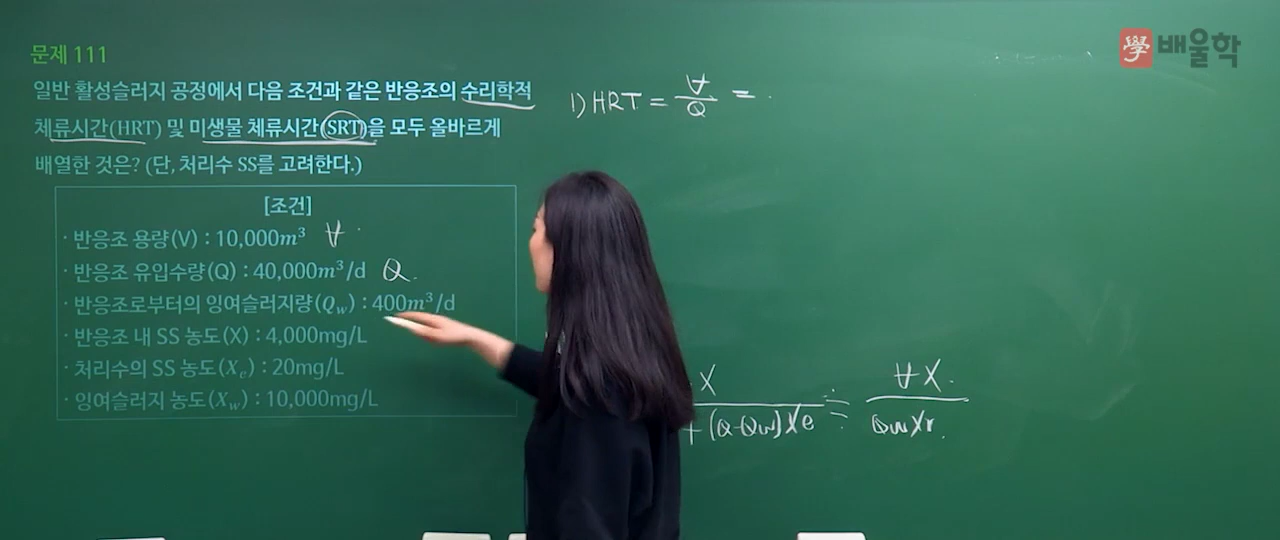 문제 111
學 배울학
일반 활성슬러지 공정에서 다음 조건과 같은 반응조의 수리학적
체류시간(HRT) 및 미생물 체류시간(SRT)을 모두 올바르게
배열한 것은? (단, 처리수 SS를 고려한다.)
1) HRT = ∀/Q =
[조건]
· 반응조 용량(V) : 10,000m³ ∀
· 반응조 유입수량(Q) : 40,000m³/d Q
· 반응조로부터의 잉여슬러지량(Q_w) : 400m³/d
· 반응조 내 SS 농도(X) : 4,000mg/L
· 처리수의 SS 농도(X_e) : 20mg/L
· 잉여슬러지 농도(X_w) : 10,000mg/L
X
+ (Q-Qw)Xe ≒ ∀X / QwXr